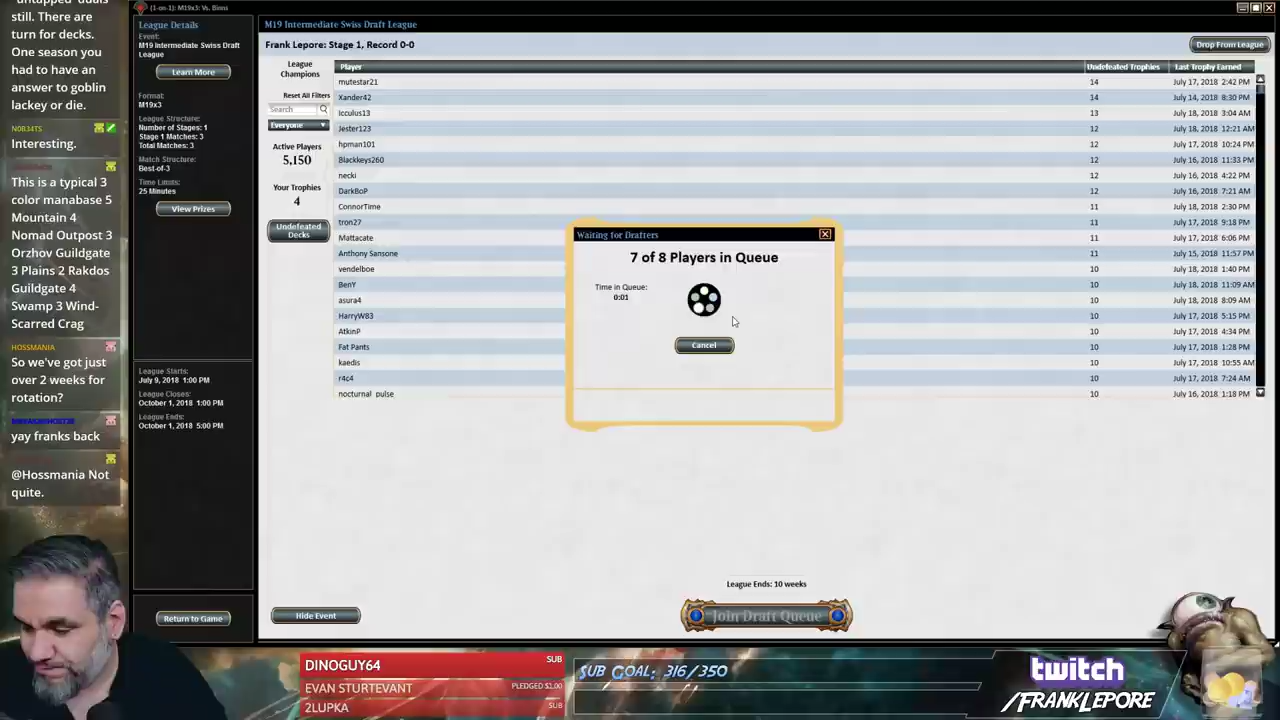 [1-on-1]: M19x3: Vs. Binns
untapped duals
still. There are
turn for decks.
One season you
had to have an
answer to goblin
lackey or die.
N0B34TS
Interesting.
This is a typical 3
color manabase 5
Mountain 4
Nomad Outpost 3
Orzhov Guildgate
3 Plains 2 Rakdos
Guildgate 4
Swamp 3 Wind-
Scarred Crag
HOSSMANIA
So we've got just
over 2 weeks for
rotation?
yay franks back
@Hossmania Not
quite.
League Details
Event:
M19 Intermediate Swiss Draft
League
Learn More
Format:
M19x3
League Structure:
Number of Stages: 1
Stage 1 Matches: 3
Total Matches: 3
Match Structure:
Best-of-3
Time Limits:
25 Minutes
View Prizes
League Starts:
July 9, 2018 1:00 PM
League Closes:
October 1, 2018 1:00 PM
League Ends:
October 1, 2018 5:00 PM
Return to Game
M19 Intermediate Swiss Draft League
Frank Lepore: Stage 1, Record 0-0
Drop From League
League
Champions
Reset All Filters
Search
Everyone
Active Players
5,150
Your Trophies
4
Undefeated
Decks
Player Undefeated Trophies Last Trophy Earned
mutestar21 14 July 17, 2018 2:42 PM
Xander42 14 July 14, 2018 8:30 PM
Icculus13 13 July 18, 2018 3:04 AM
Jester123 12 July 18, 2018 12:21 AM
hpman101 12 July 17, 2018 10:24 PM
Blackkeys260 12 July 16, 2018 11:33 PM
necki 12 July 16, 2018 4:22 PM
DarkBoP 12 July 16, 2018 7:21 AM
ConnorTime 11 July 18, 2018 2:30 PM
tron27 11 July 17, 2018 9:18 PM
Mattacate 11 July 17, 2018 6:06 PM
Anthony Sansone 11 July 15, 2018 11:57 PM
vendelboe 10 July 18, 2018 1:40 PM
BenY 10 July 18, 2018 11:09 AM
asura4 10 July 18, 2018 8:09 AM
HarryW83 10 July 17, 2018 5:15 PM
AtkinP 10 July 17, 2018 4:34 PM
Fat Pants 10 July 17, 2018 1:28 PM
kaedis 10 July 17, 2018 10:55 AM
r4c4 10 July 17, 2018 7:24 AM
nocturnal_pulse 10 July 16, 2018 1:18 PM
Waiting for Drafters
7 of 8 Players in Queue
Time in Queue:
0:01
Cancel
League Ends: 10 weeks
Hide Event
Join Draft Queue
DINOGUY64 SUB
EVAN STURTEVANT PLEDGED $1.00
2LUPKA SUB
SUB GOAL: 316/350
twitch
/FRANKLEPORE